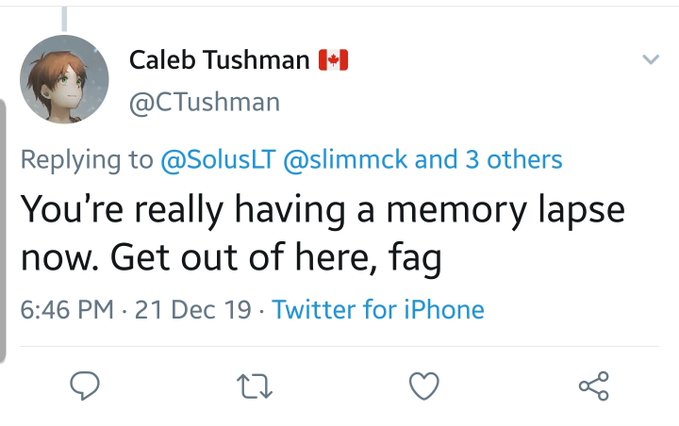 Caleb Tushman 🇨🇦
@CTushman
Replying to @SolusLT @slimmck and 3 others
You're really having a memory lapse
now. Get out of here, fag
6:46 PM · 21 Dec 19 · Twitter for iPhone